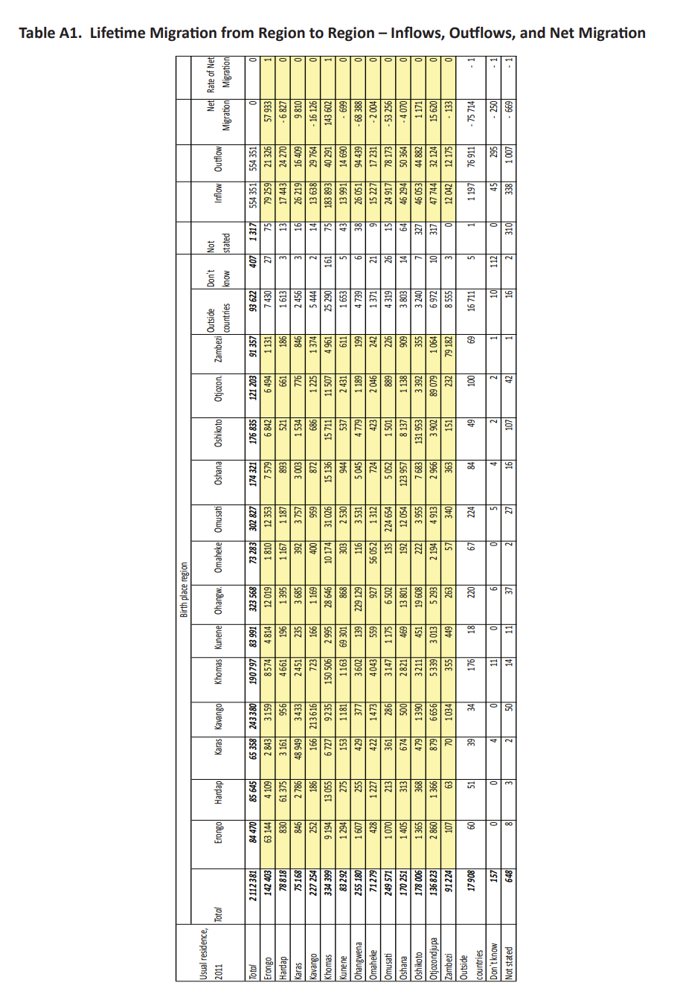 Table A1. Lifetime Migration from Region to Region – Inflows, Outflows, and Net Migration
Birth place region
Usual residence, 2011 Total Erongo Hardap Karas Kavango Khomas Kunene Ohangw. Omaheke Omusati Oshana Oshikoto Otjozon. Zambezi Outside countries Don`t know Not stated Inflow Outflow Net Migration Rate of Net Migration
Total 2 112 381 84 470 85 645 65 358 243 380 190 797 83 991 323 568 73 283 302 827 174 321 176 835 121 203 91 357 93 622 407 1 317 554 351 554 351 0 0
Erongo 142 403 63 144 4 109 2 843 3 159 8 574 4 814 12 019 1 810 12 353 7 579 6 842 6 494 1 131 7 430 27 75 79 259 21 326 57 933 1
Hardap 78 818 830 61 375 3 161 956 4 661 196 1 395 1 167 1 187 893 521 661 186 1 613 3 13 17 443 24 270 - 6 827 0
Karas 75 168 846 2 786 48 949 3 433 2 451 235 3 685 392 3 757 3 003 1 534 776 846 2 456 3 16 26 219 16 409 9 810 0
Kavango 227 254 252 186 166 213 616 723 166 1 169 400 959 872 686 1 225 1 374 5 444 2 14 13 638 29 764 - 16 126 0
Khomas 334 399 9 194 13 055 6 727 9 235 150 506 2 995 28 646 10 174 31 026 15 136 15 711 11 507 4 961 25 290 161 75 183 893 40 291 143 602 1
Kunene 83 292 1 294 275 153 1 181 1 163 69 301 868 303 2 530 944 537 2 431 611 1 653 5 43 13 991 14 690 - 699 0
Ohangwena 255 180 1 607 255 429 377 3 602 139 229 129 116 3 531 5 045 4 779 1 189 199 4 739 6 38 26 051 94 439 - 68 388 0
Omaheke 71 279 428 1 227 422 1 473 4 043 559 927 56 052 1 312 724 423 2 046 242 1 371 21 9 15 227 17 231 - 2 004 0
Omusati 249 571 1 070 213 361 286 3 147 1 175 6 502 135 224 654 5 052 1 501 889 226 4 319 26 15 24 917 78 173 - 53 256 0
Oshana 170 251 1 405 313 674 500 2 821 469 13 801 192 12 054 123 957 8 137 1 138 909 3 803 14 64 46 294 50 364 - 4 070 0
Oshikoto 178 006 1 365 368 479 1 390 3 211 451 19 608 222 3 955 7 683 131 953 3 392 355 3 240 7 327 46 053 44 882 1 171 0
Otjozondjupa 136 823 2 860 1 366 879 6 656 5 339 3 013 5 293 2 194 4 913 2 966 3 902 89 079 1 064 6 972 10 317 47 744 32 124 15 620 0
Zambezi 91 224 107 63 70 1 034 355 449 263 57 340 363 151 232 79 182 8 555 3 0 12 042 12 175 - 133 0
Outside countries 17 908 60 51 39 34 176 18 220 67 224 84 49 100 69 16 711 5 1 1 197 76 911 - 75 714 - 1
Don`t know 157 0 0 4 0 11 0 6 0 5 4 2 2 1 10 112 0 45 295 - 250 - 1
Not stated 648 8 3 2 50 14 11 37 2 27 16 107 42 1 16 2 310 338 1 007 - 669 - 1